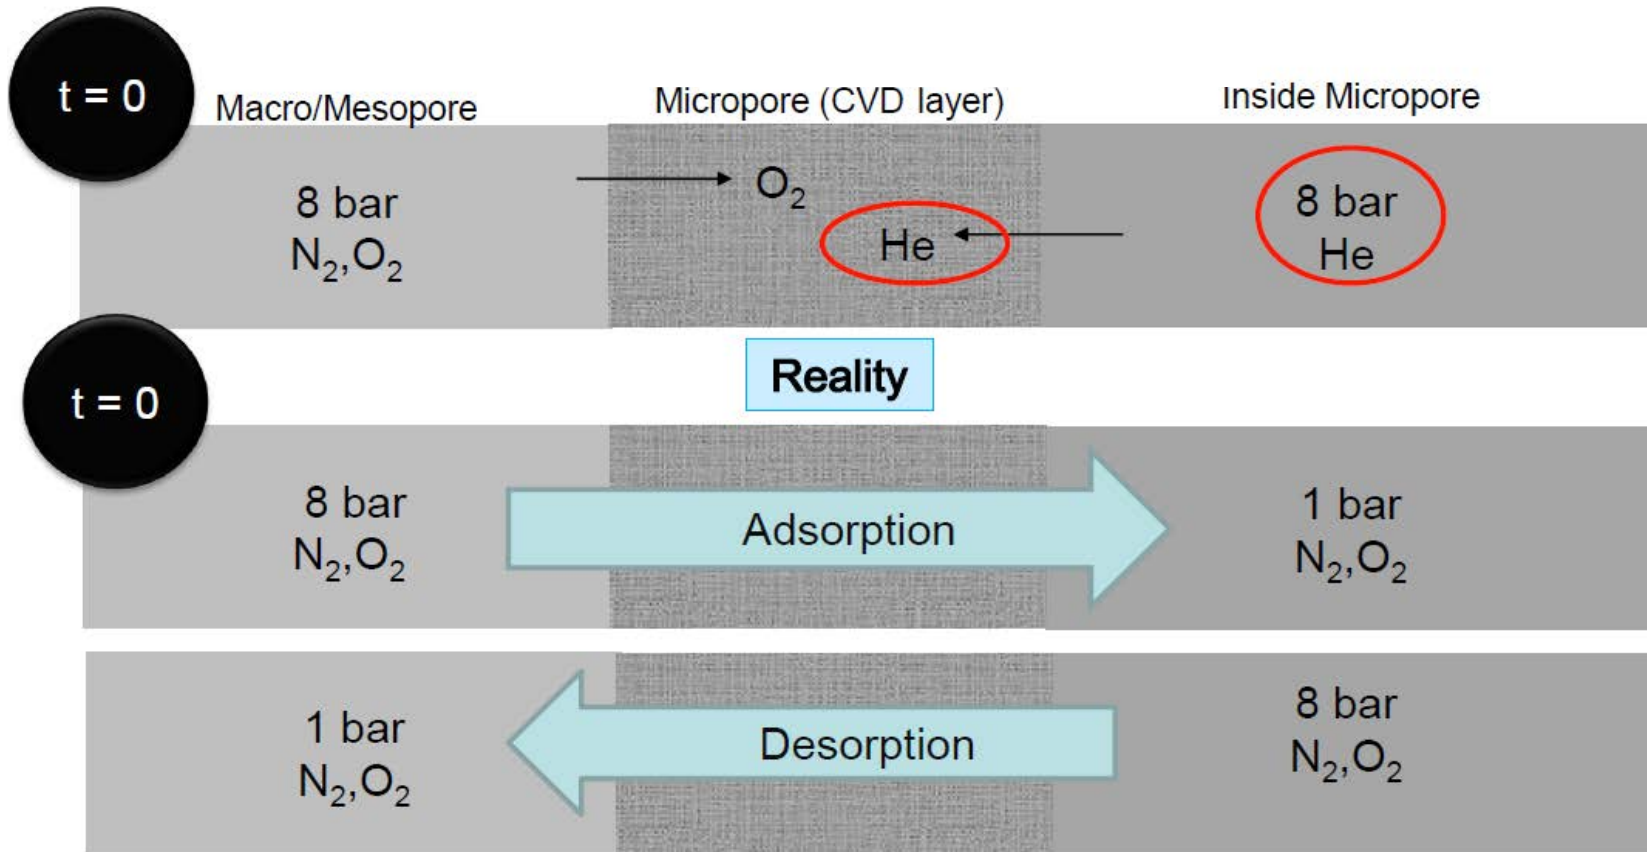 t = 0
Macro/Mesopore
Micropore (CVD layer)
Inside Micropore
8 bar
N₂,O₂
O₂
He
8 bar
He
Reality
t = 0
8 bar
N₂,O₂
Adsorption
1 bar
N₂,O₂
1 bar
N₂,O₂
Desorption
8 bar
N₂,O₂